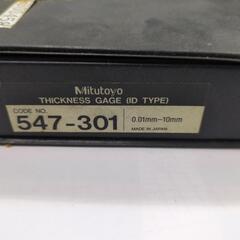 Mitutoyo
THICKNESS GAGE (ID TYPE)
CODE NO.
547-301
0.01mm-10mm
MADE IN JAPAN